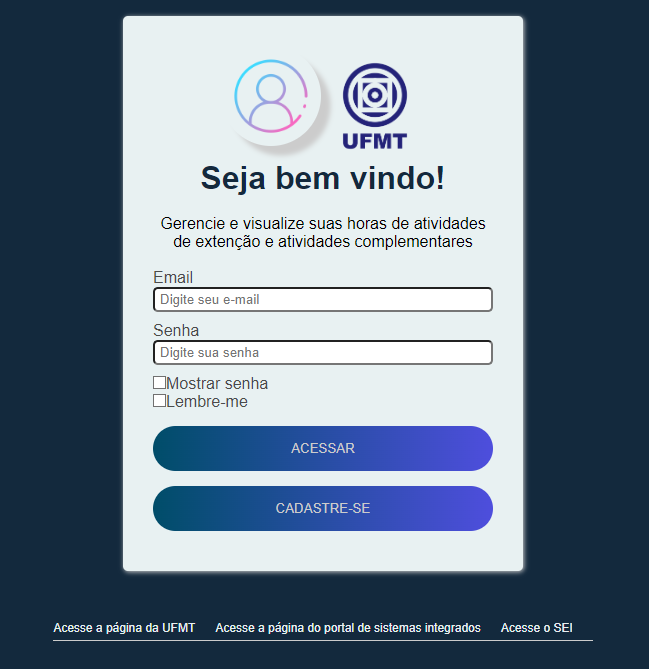 UFMT
Seja bem vindo!
Gerencie e visualize suas horas de atividades
de extenção e atividades complementares
Email
Digite seu e-mail
Senha
Digite sua senha
Mostrar senha
Lembre-me
ACESSAR
CADASTRE-SE
Acesse a página da UFMT Acesse a página do portal de sistemas integrados Acesse o SEI